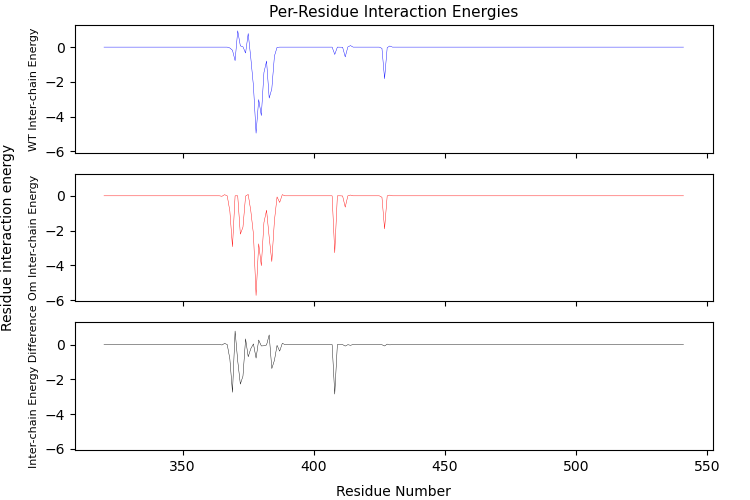 Per-Residue Interaction Energies
Residue interaction energy
WT Inter-chain Energy
0
−2
−4
−6
Om Inter-chain Energy
0
−2
−4
−6
Inter-chain Energy Difference
0
−2
−4
−6
350
400
450
500
550
Residue Number